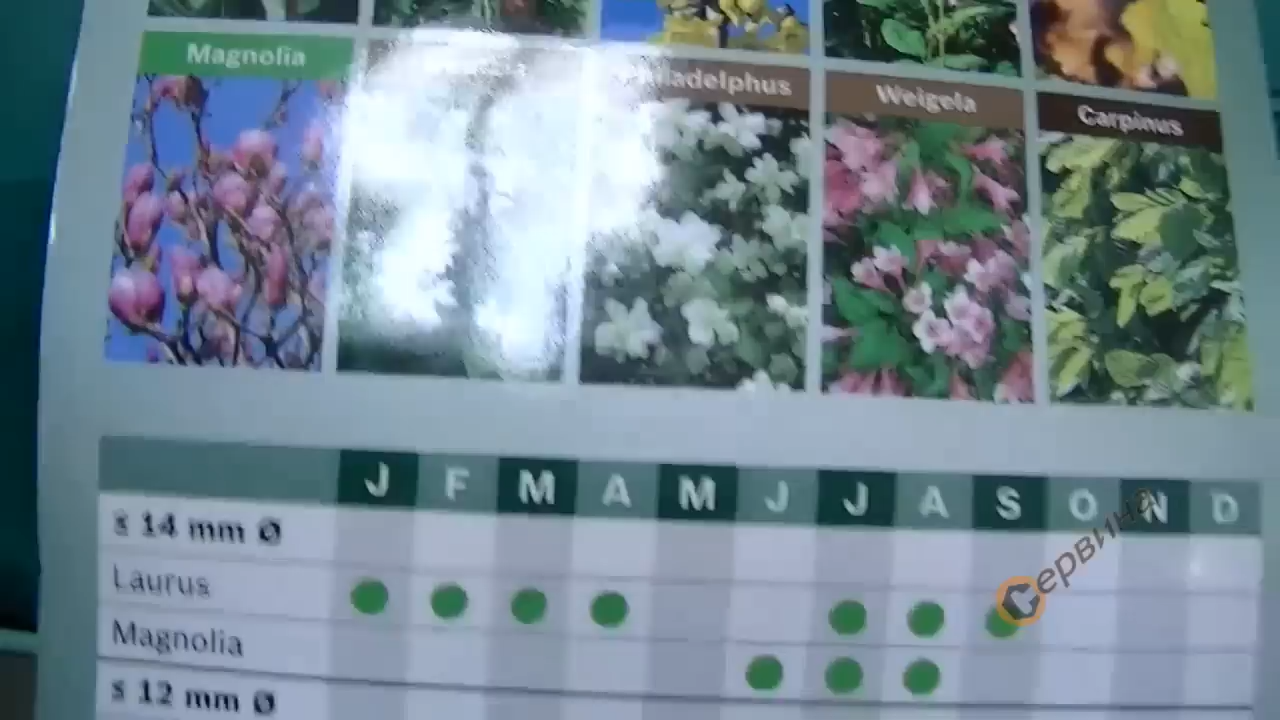 Magnolia
Weigela
Carpinus
J F M A M J J A S O N D
≤ 14 mm Ø
Laurus
Magnolia
≤ 12 mm Ø
Сервина